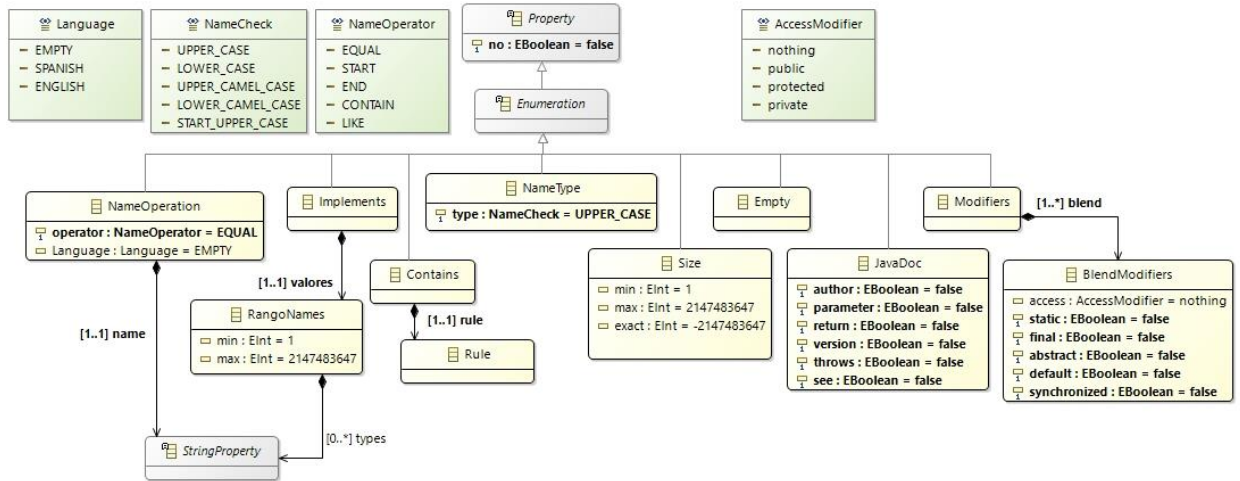 Language
EMPTY
SPANISH
ENGLISH
NameCheck
UPPER_CASE
LOWER_CASE
UPPER_CAMEL_CASE
LOWER_CAMEL_CASE
START_UPPER_CASE
NameOperator
EQUAL
START
END
CONTAIN
LIKE
Property
no : EBoolean = false
AccessModifier
nothing
public
protected
private
Enumeration
NameOperation
operator : NameOperator = EQUAL
Language : Language = EMPTY
Implements
NameType
type : NameCheck = UPPER_CASE
Empty
Modifiers
[1..*] blend
[1..1] valores
Contains
[1..1] rule
Size
min : EInt = 1
max : EInt = 2147483647
exact : EInt = -2147483647
JavaDoc
author : EBoolean = false
parameter : EBoolean = false
return : EBoolean = false
version : EBoolean = false
throws : EBoolean = false
see : EBoolean = false
BlendModifiers
access : AccessModifier = nothing
static : EBoolean = false
final : EBoolean = false
abstract : EBoolean = false
default : EBoolean = false
synchronized : EBoolean = false
[1..1] name
RangoNames
min : EInt = 1
max : EInt = 2147483647
Rule
StringProperty
[0..*] types